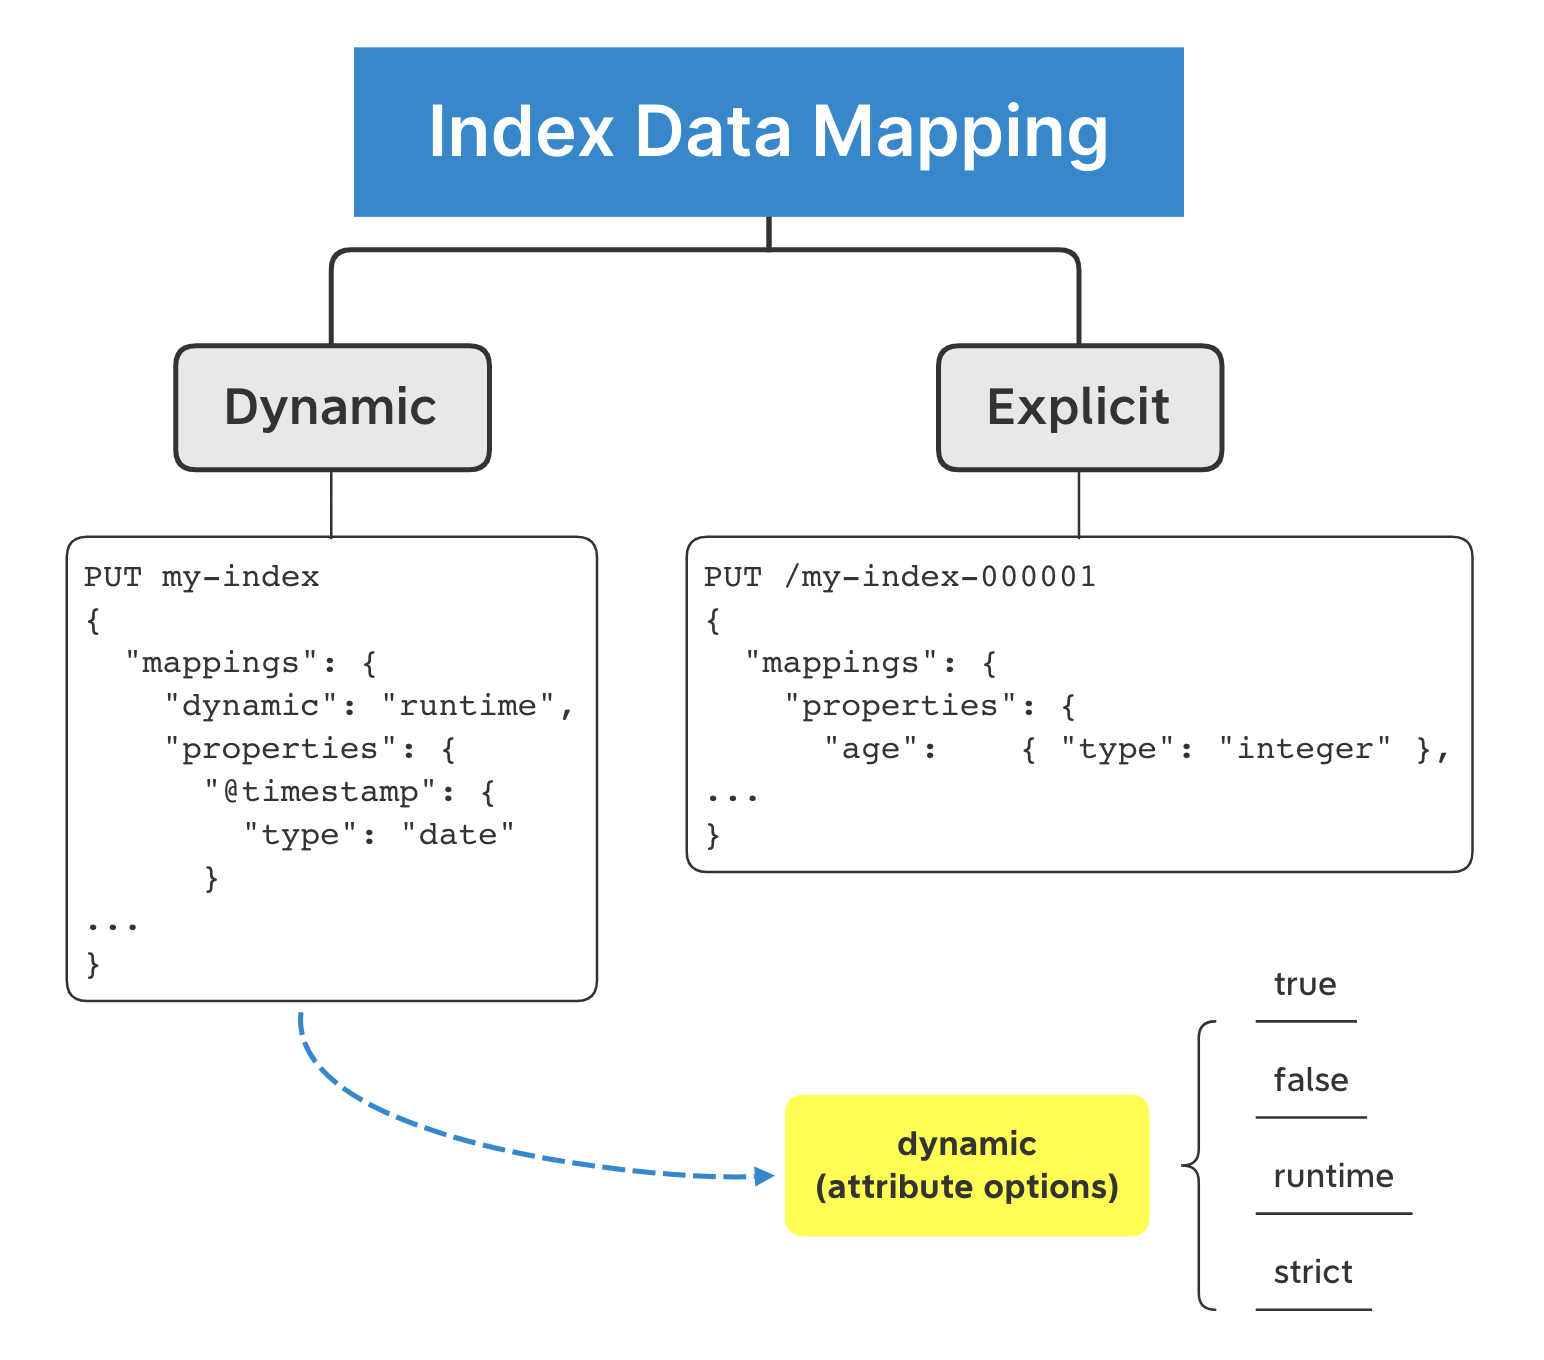 Index Data Mapping
Dynamic
Explicit
PUT my-index
{
  "mappings": {
    "dynamic": "runtime",
    "properties": {
      "@timestamp": {
        "type": "date"
      }
...
}
PUT /my-index-000001
{
  "mappings": {
    "properties": {
      "age":    { "type": "integer" },
...
}
dynamic
(attribute options)
true
false
runtime
strict